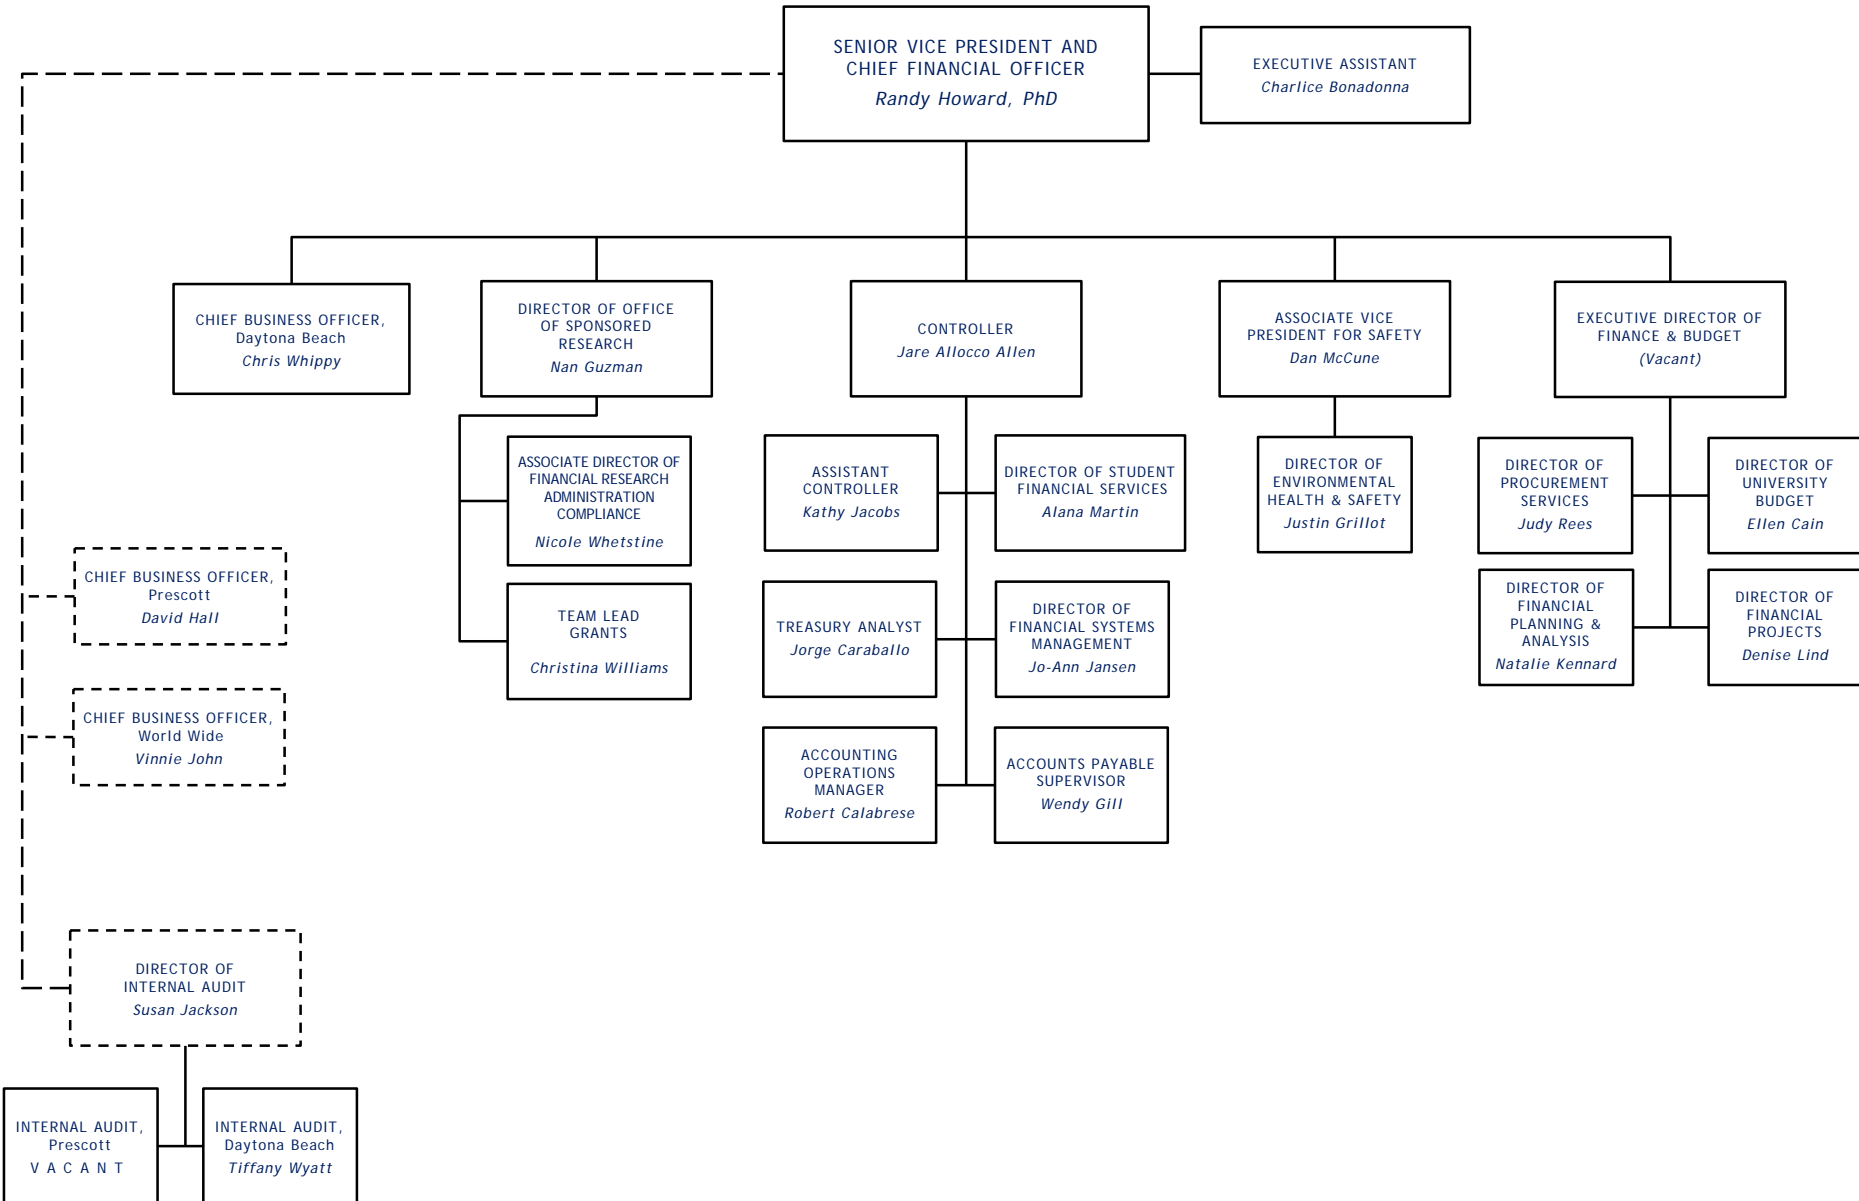 SENIOR VICE PRESIDENT AND
CHIEF FINANCIAL OFFICER
Randy Howard, PhD
EXECUTIVE ASSISTANT
Charlice Bonadonna
CHIEF BUSINESS OFFICER,
Daytona Beach
Chris Whippy
DIRECTOR OF OFFICE
OF SPONSORED
RESEARCH
Nan Guzman
CONTROLLER
Jare Allocco Allen
ASSOCIATE VICE
PRESIDENT FOR SAFETY
Dan McCune
EXECUTIVE DIRECTOR OF
FINANCE & BUDGET
(Vacant)
ASSOCIATE DIRECTOR OF
FINANCIAL RESEARCH
ADMINISTRATION
COMPLIANCE
Nicole Whetstine
TEAM LEAD
GRANTS
Christina Williams
ASSISTANT
CONTROLLER
Kathy Jacobs
DIRECTOR OF STUDENT
FINANCIAL SERVICES
Alana Martin
TREASURY ANALYST
Jorge Caraballo
DIRECTOR OF
FINANCIAL SYSTEMS
MANAGEMENT
Jo-Ann Jansen
ACCOUNTING
OPERATIONS
MANAGER
Robert Calabrese
ACCOUNTS PAYABLE
SUPERVISOR
Wendy Gill
DIRECTOR OF
ENVIRONMENTAL
HEALTH & SAFETY
Justin Grillot
DIRECTOR OF
PROCUREMENT
SERVICES
Judy Rees
DIRECTOR OF
UNIVERSITY
BUDGET
Ellen Cain
DIRECTOR OF
FINANCIAL
PLANNING &
ANALYSIS
Natalie Kennard
DIRECTOR OF
FINANCIAL
PROJECTS
Denise Lind
CHIEF BUSINESS OFFICER,
Prescott
David Hall
CHIEF BUSINESS OFFICER,
World Wide
Vinnie John
DIRECTOR OF
INTERNAL AUDIT
Susan Jackson
INTERNAL AUDIT,
Prescott
V A C A N T
INTERNAL AUDIT,
Daytona Beach
Tiffany Wyatt